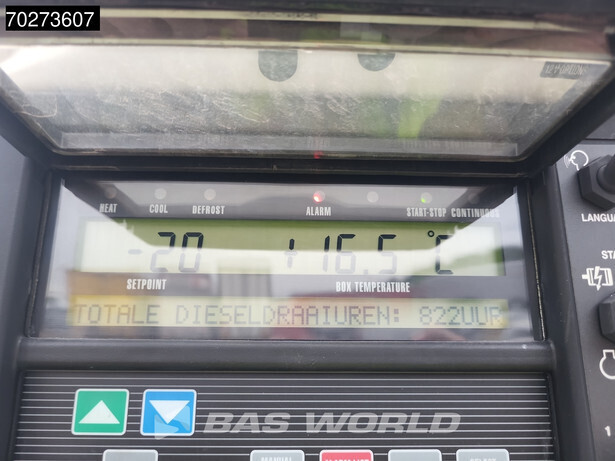 70273607
HEAT COOL DEFROST ALARM START-STOP CONTINUOUS
-20 +16.5 °C
SETPOINT BOX TEMPERATURE
TOTALE DIESELDRAAIUREN: 822UUR
BAS WORLD